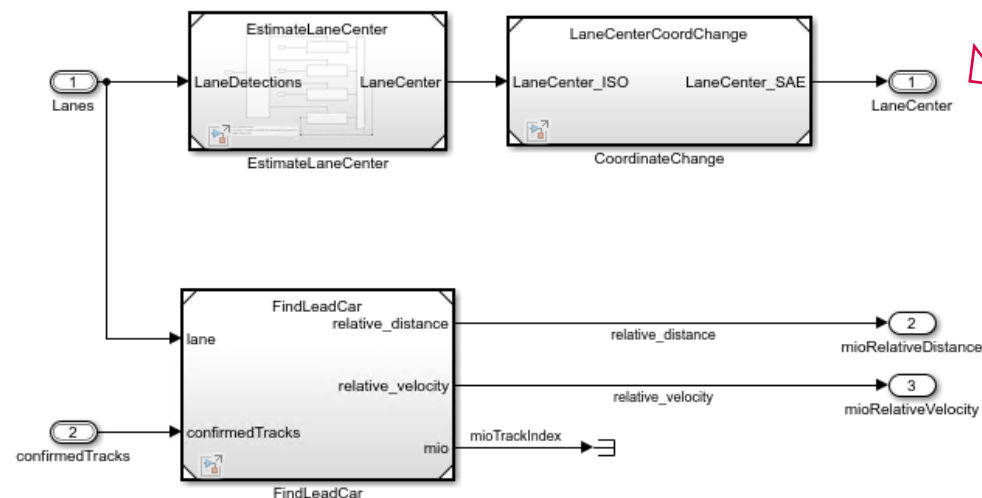 EstimateLaneCenter
LaneDetections
LaneCenter
EstimateLaneCenter
LaneCenterCoordChange
LaneCenter_ISO
LaneCenter_SAE
CoordinateChange
1
Lanes
1
LaneCenter
FindLeadCar
relative_distance
lane
relative_velocity
confirmedTracks
mio
FindLeadCar
relative_distance
2
mioRelativeDistance
relative_velocity
3
mioRelativeVelocity
2
confirmedTracks
mioTrackIndex